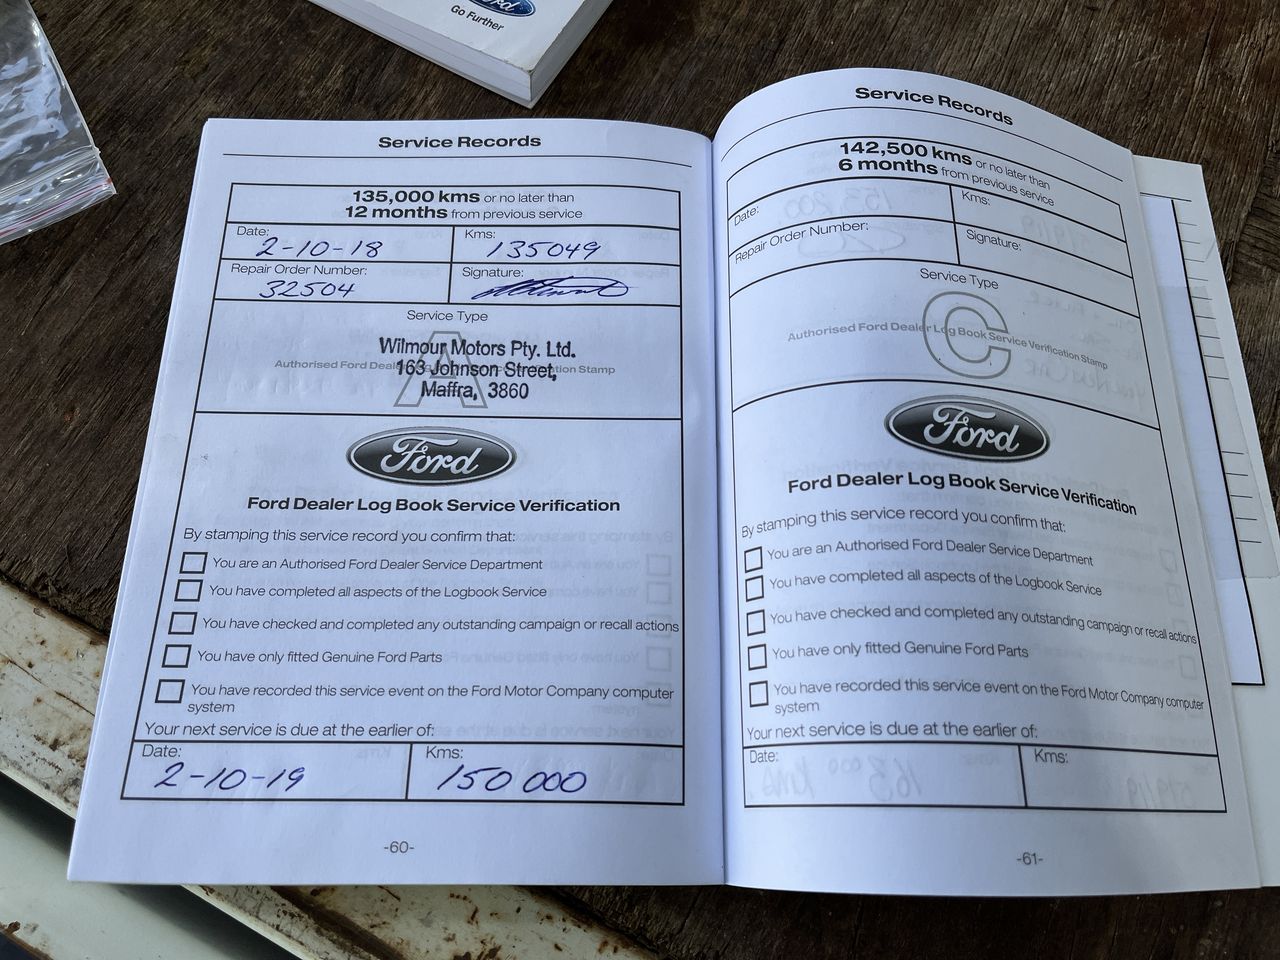 Ford
Go Further
Service Records
135,000 kms or no later than
12 months from previous service
Date:
2-10-18
Kms:
135049
Repair Order Number:
32504
Signature:
Service Type
A
Authorised Ford Deal
Wilmour Motors Pty. Ltd.
163 Johnson Street,
Maffra, 3860
ion Stamp
Ford
Ford Dealer Log Book Service Verification
By stamping this service record you confirm that:
You are an Authorised Ford Dealer Service Department
You have completed all aspects of the Logbook Service
You have checked and completed any outstanding campaign or recall actions
You have only fitted Genuine Ford Parts
You have recorded this service event on the Ford Motor Company computer
system
Your next service is due at the earlier of:
Date:
2-10-19
Kms:
150 000
-60-
Service Records
142,500 kms or no later than
6 months from previous service
Date:
Kms:
Repair Order Number:
Signature:
Service Type
C
Authorised Ford Dealer Log Book Service Verification Stamp
Ford
Ford Dealer Log Book Service Verification
By stamping this service record you confirm that:
You are an Authorised Ford Dealer Service Department
You have completed all aspects of the Logbook Service
You have checked and completed any outstanding campaign or recall actions
You have only fitted Genuine Ford Parts
You have recorded this service event on the Ford Motor Company computer
system
Your next service is due at the earlier of:
Date:
Kms:
-61-